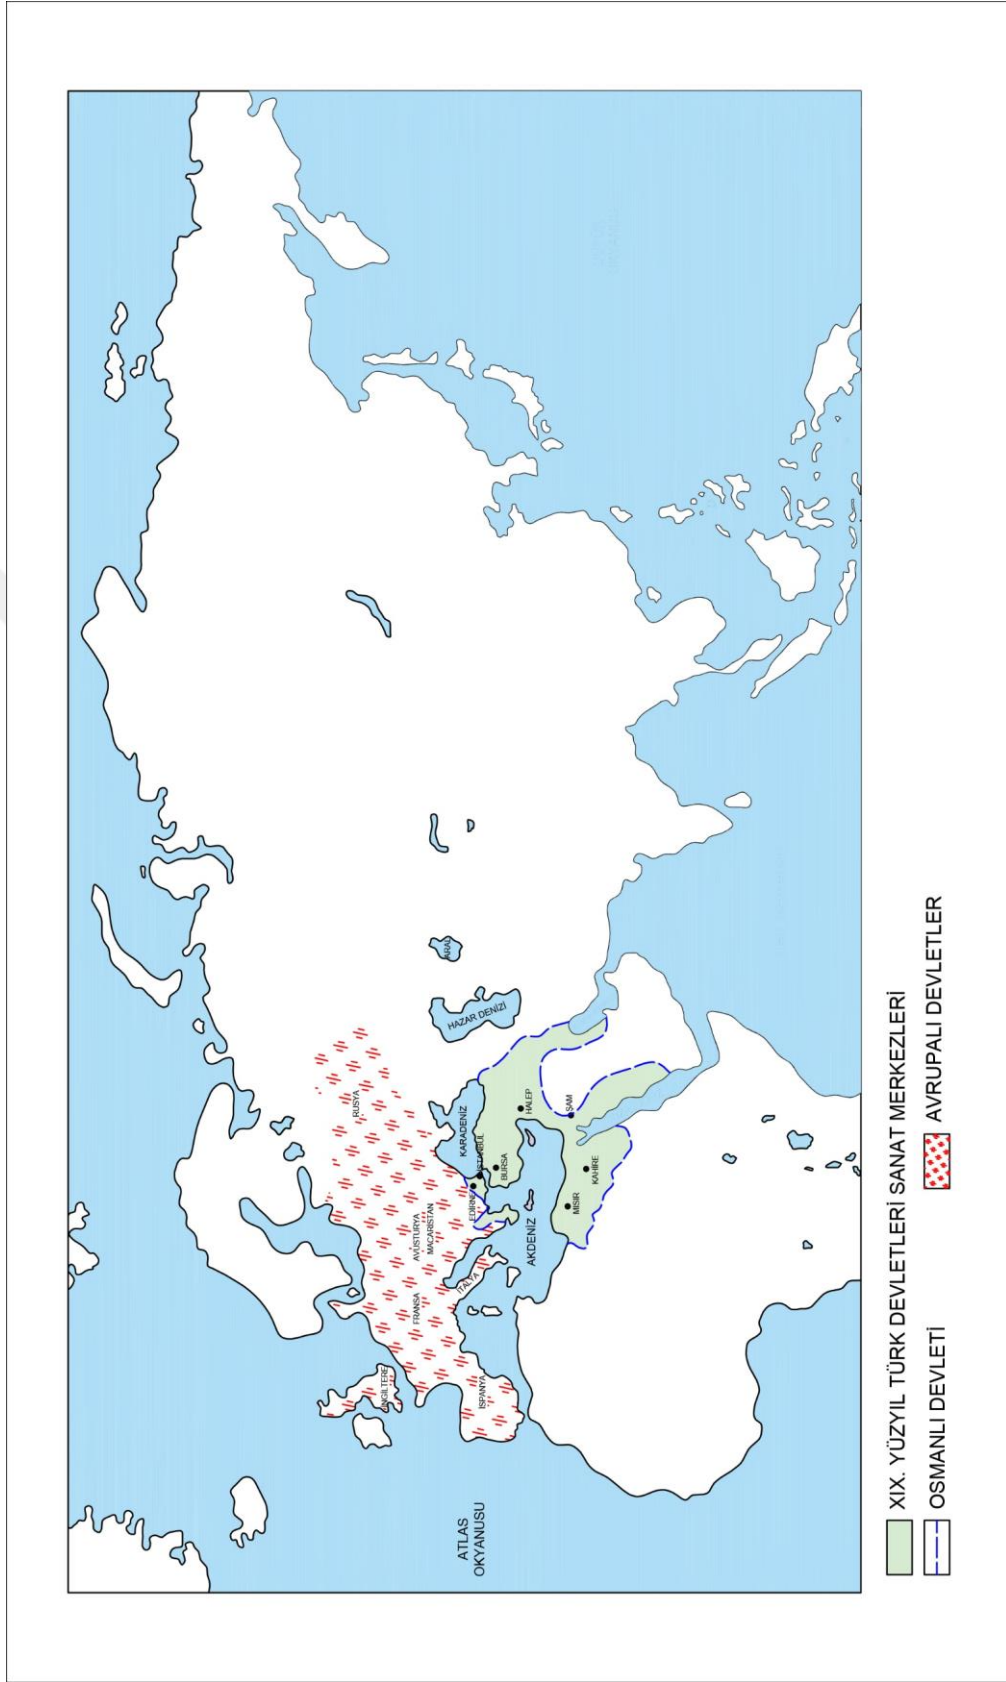 ATLAS
OKYANUSU
İNGİLTERE
İSPANYA
FRANSA
İTALYA
AVUSTURYA
MACARİSTAN
RUSYA
AKDENİZ
KARADENİZ
EDİRNE
İSTANBUL
BURSA
HALEP
ŞAM
MISIR
KAHİRE
HAZAR DENİZİ
ARAL
XIX. YÜZYIL TÜRK DEVLETLERİ SANAT MERKEZLERİ
OSMANLI DEVLETİ
AVRUPALI DEVLETLER